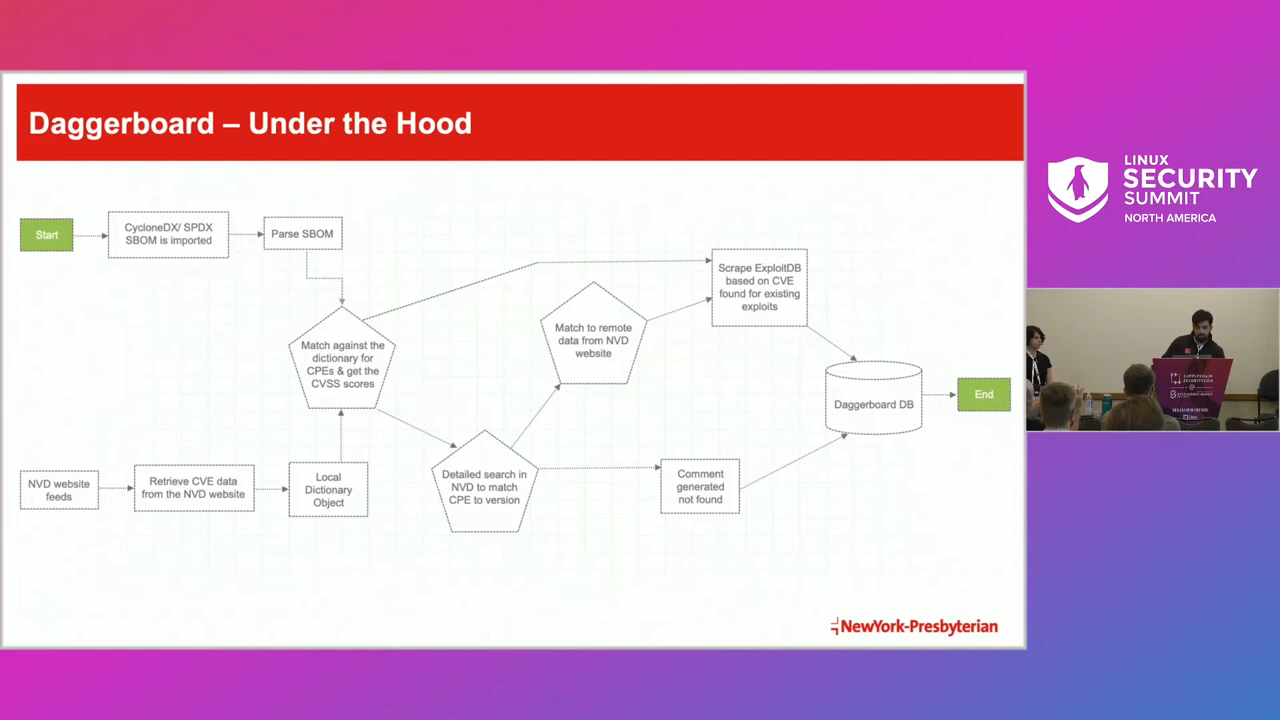 Daggerboard – Under the Hood
Start
CycloneDX/ SPDX
SBOM is imported
Parse SBOM
Match against the
dictionary for
CPEs & get the
CVSS scores
NVD website
feeds
Retrieve CVE data
from the NVD website
Local
Dictionary
Object
Detailed search in
NVD to match
CPE to version
Match to remote
data from NVD
website
Scrape ExploitDB
based on CVE
found for existing
exploits
Comment
generated
not found
Daggerboard DB
End
NewYork-Presbyterian
LINUX
SECURITY
SUMMIT
NORTH AMERICA
SUPPLYCHAIN
SECURITYCON